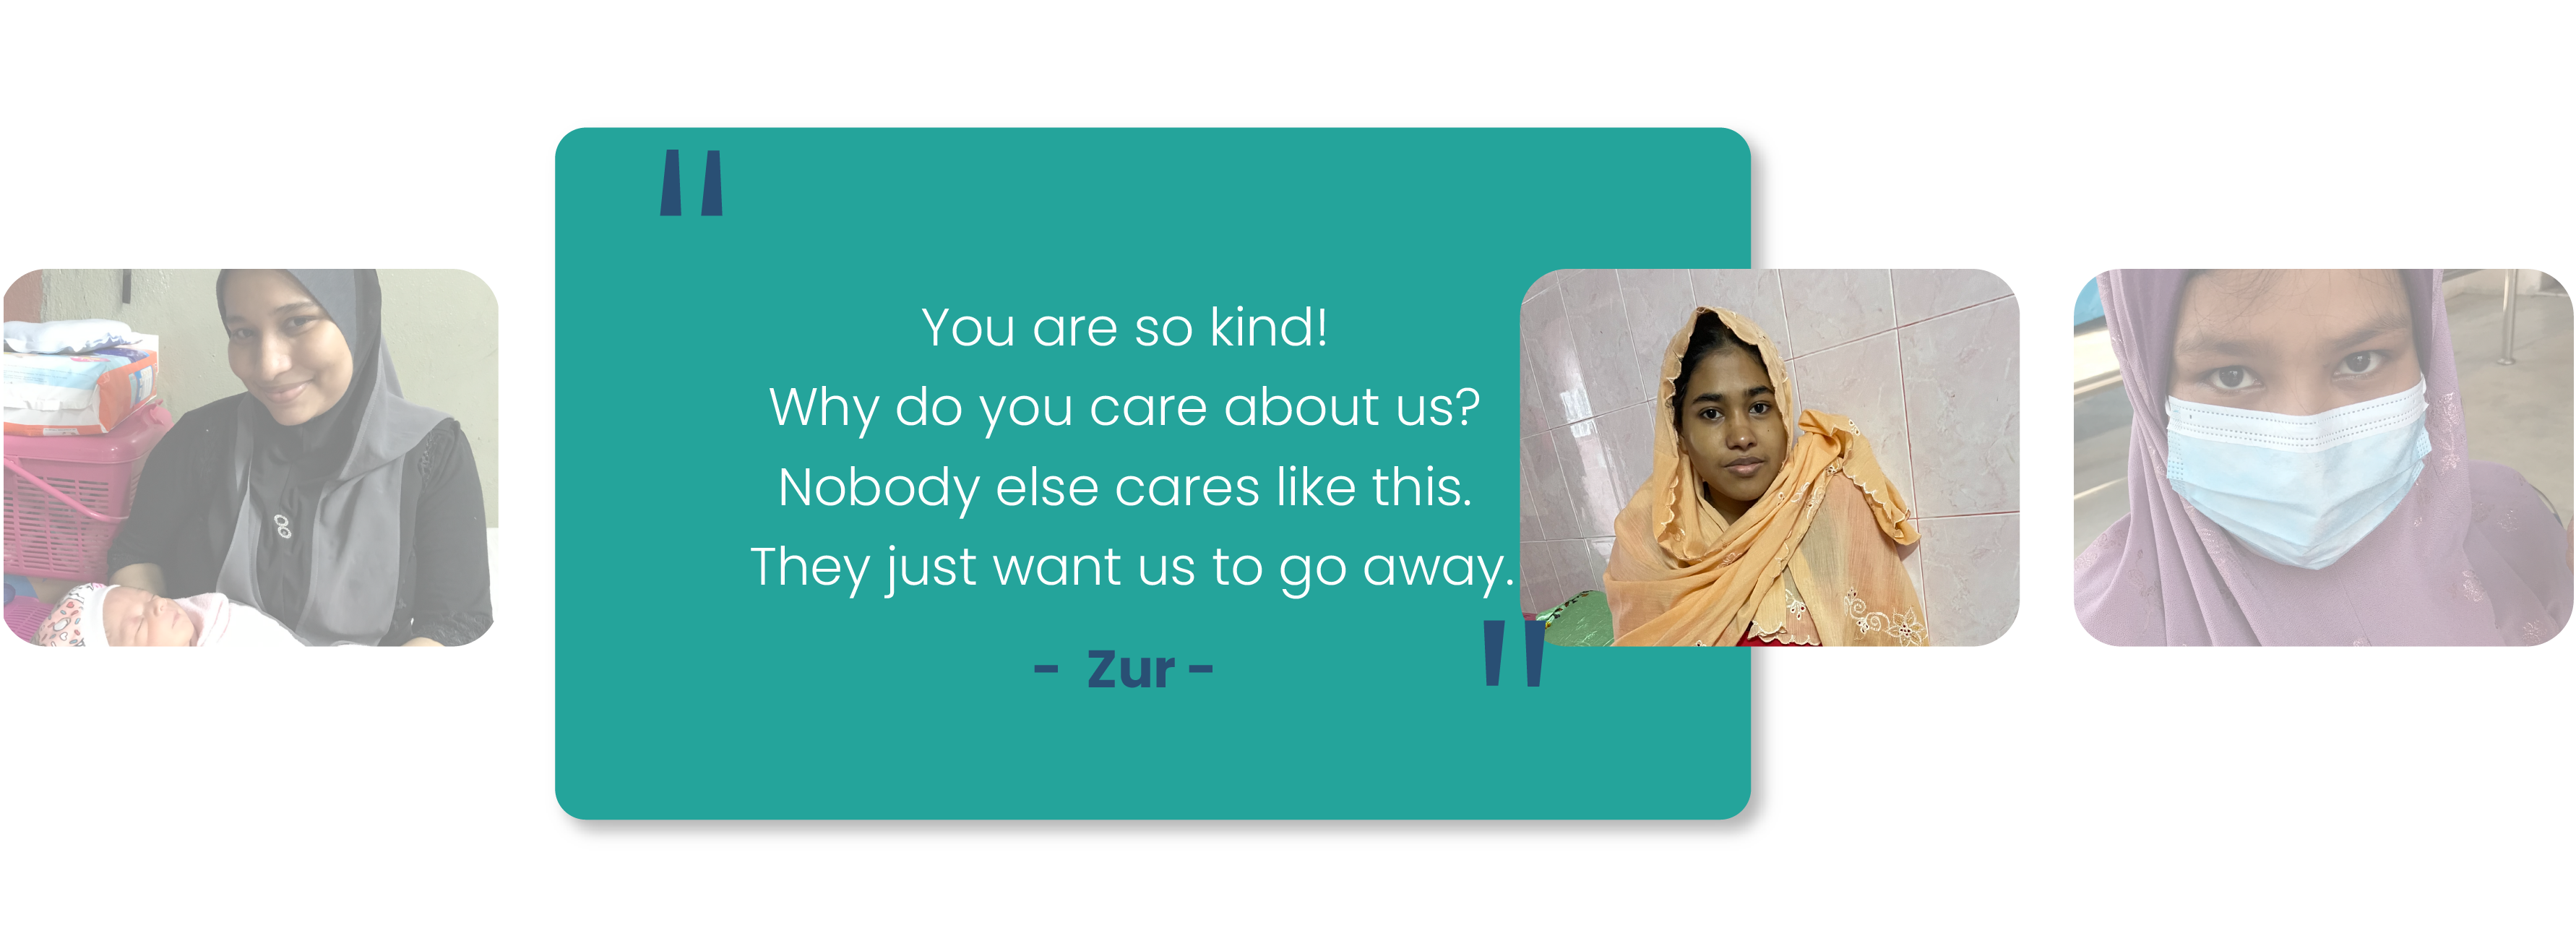 "
You are so kind!
Why do you care about us?
Nobody else cares like this.
They just want us to go away.
- Zur -
"